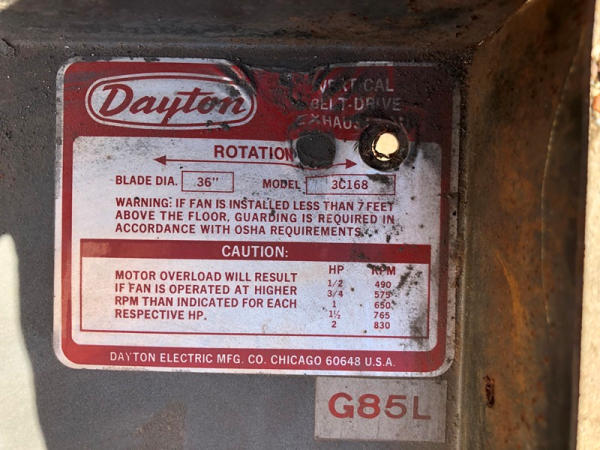 Dayton
VERTICAL
BELT-DRIVE
EXHAUST
ROTATION
BLADE DIA. 36" MODEL 3C168
WARNING: IF FAN IS INSTALLED LESS THAN 7 FEET
ABOVE THE FLOOR, GUARDING IS REQUIRED IN
ACCORDANCE WITH OSHA REQUIREMENTS.
CAUTION:
MOTOR OVERLOAD WILL RESULT
IF FAN IS OPERATED AT HIGHER
RPM THAN INDICATED FOR EACH
RESPECTIVE HP.
HP RPM
1/2 490
3/4 575
1 650
1½ 765
2 830
DAYTON ELECTRIC MFG. CO. CHICAGO 60648 U.S.A.
G85L